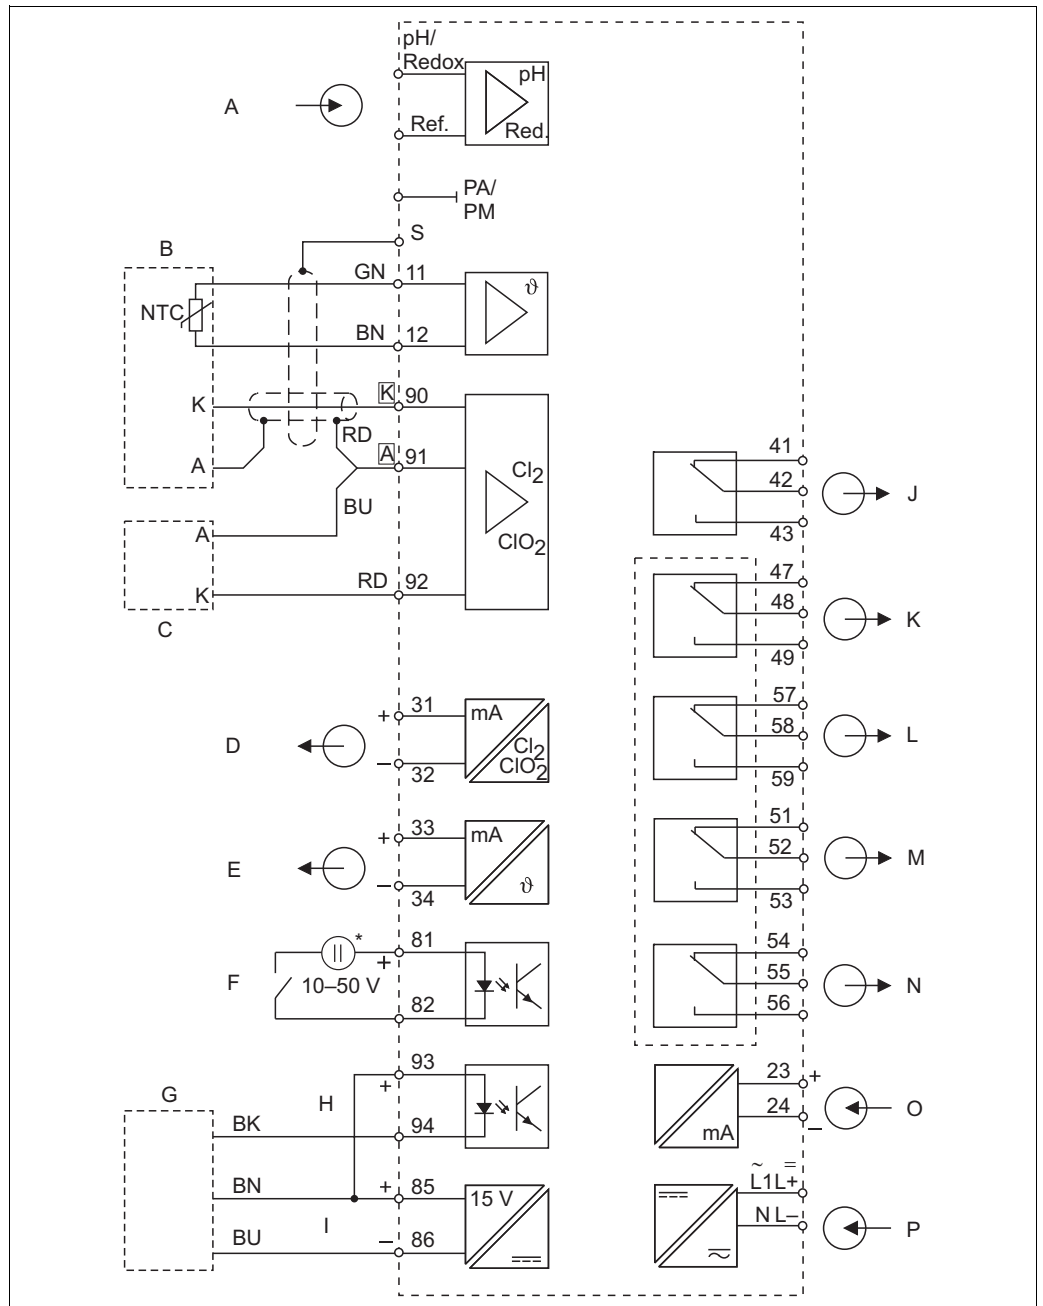 pH/
Redox
pH
A
Ref.
Red.
PA/
PM
S
B
GN 11
ϑ
NTC
BN 12
K K 90
RD
A A 91
Cl2
BU
ClO2
A
K RD 92
C
41
42 J
43
47
48 K
49
57
58 L
59
51
52 M
53
54
55 N
56
+ 31 mA
D Cl2
– 32 ClO2
+ 33 mA
E
– 34 ϑ
* 81
+
F 10–50 V
82
93
G H +
BK 94
BN + 85 15 V
I
BU – 86
23 +
24 O
mA –
~ =
L1 L+
N L– P